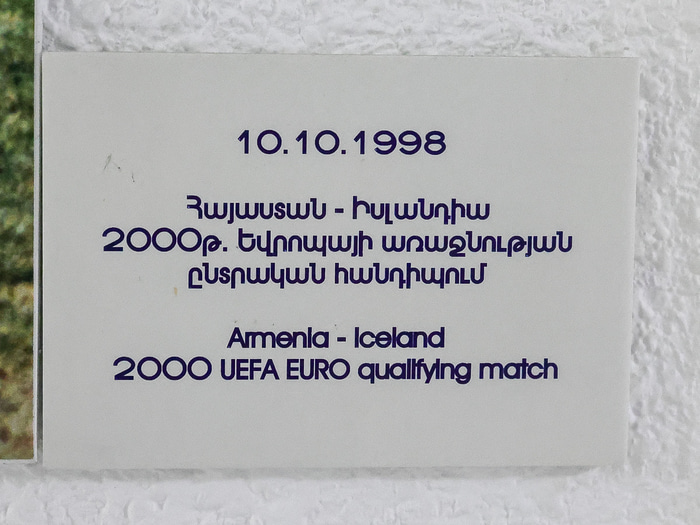 10.10.1998
Հայաստան - Իսլանդիա
2000թ. Եվրոպայի առաջնության
ընտրական հանդիպում
Armenia - Iceland
2000 UEFA EURO qualifying match